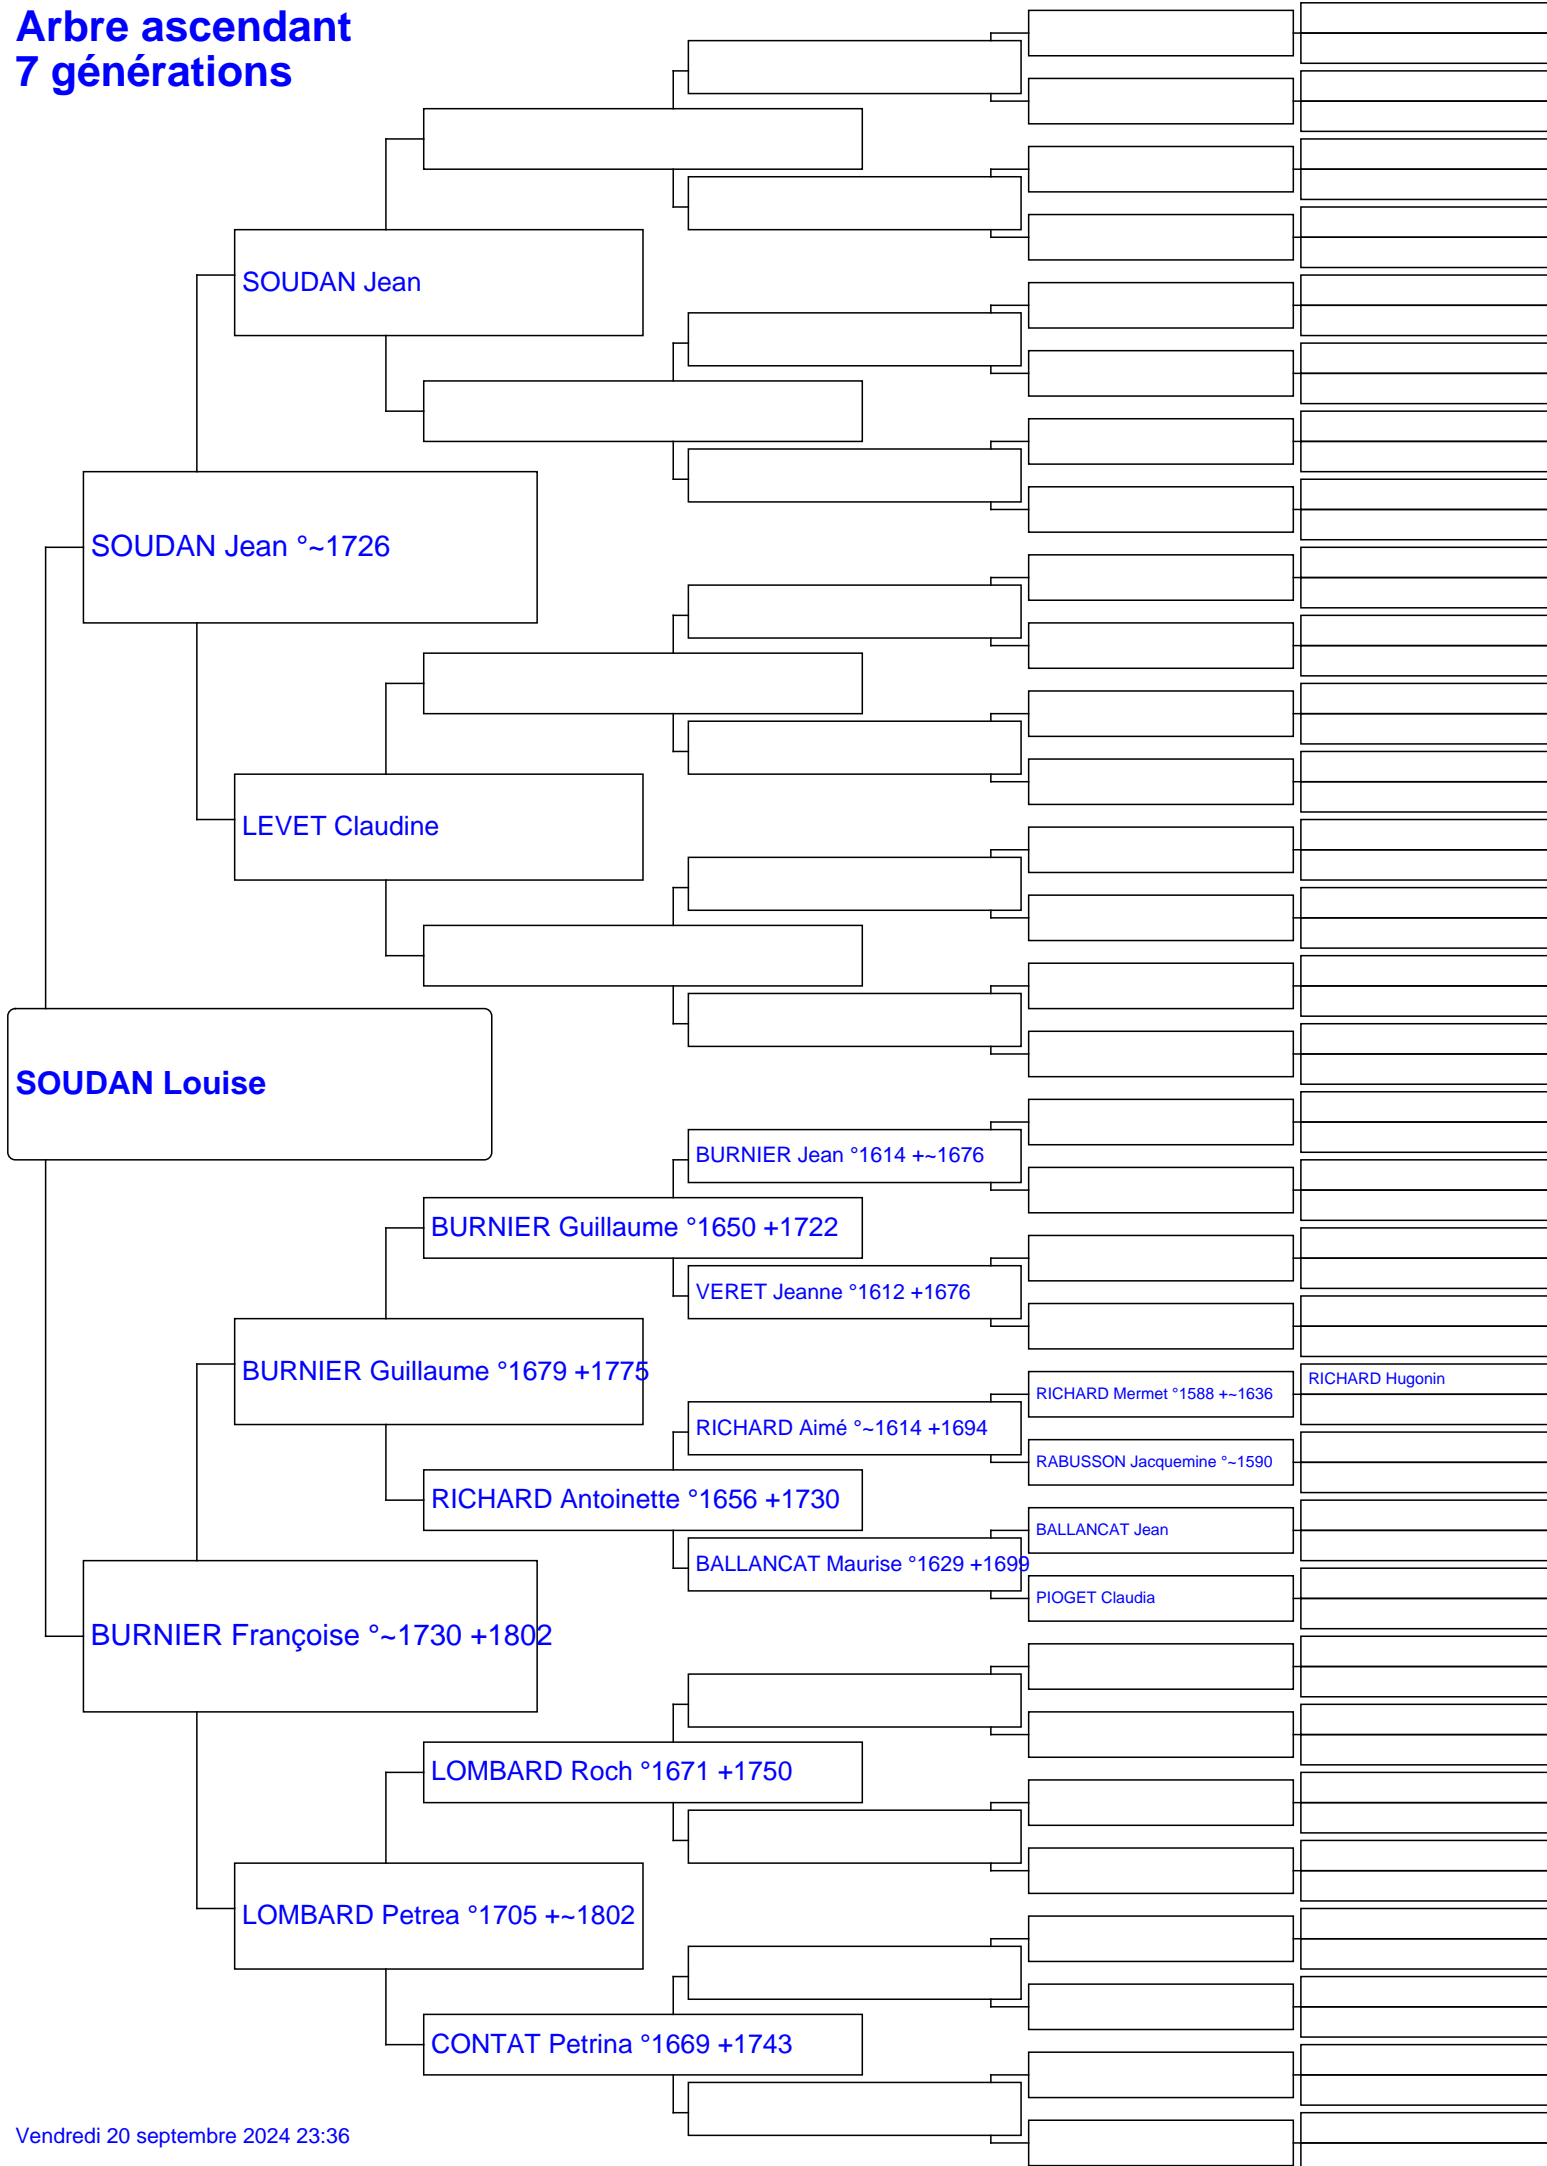 Arbre ascendant
7 générations
SOUDAN Jean
SOUDAN Jean °~1726
LEVET Claudine
SOUDAN Louise
BURNIER Jean °1614 +~1676
BURNIER Guillaume °1650 +1722
VERET Jeanne °1612 +1676
BURNIER Guillaume °1679 +1775
RICHARD Hugonin
RICHARD Mermet °1588 +~1636
RICHARD Aimé °~1614 +1694
RABUSSON Jacquemine °~1590
RICHARD Antoinette °1656 +1730
BALLANCAT Jean
BALLANCAT Maurise °1629 +1699
PIOGET Claudia
BURNIER Françoise °~1730 +1802
LOMBARD Roch °1671 +1750
LOMBARD Petrea °1705 +~1802
CONTAT Petrina °1669 +1743
Vendredi 20 septembre 2024 23:36